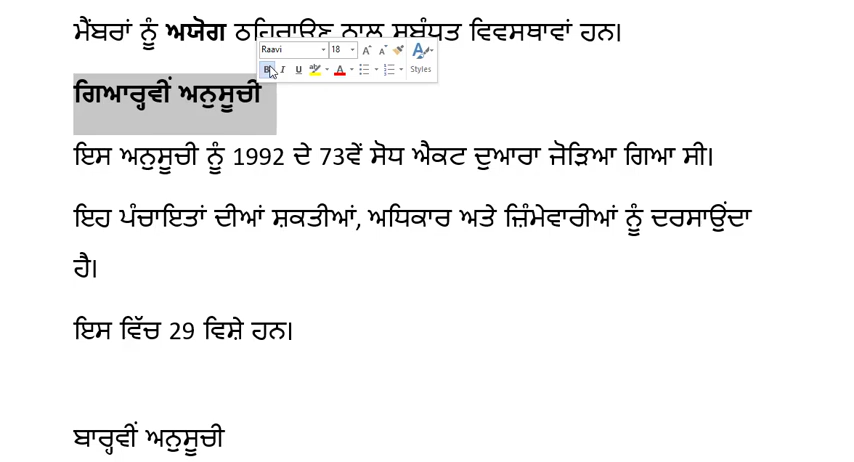 ਮੈਂਬਰਾਂ ਨੂੰ ਅਯੋਗ ਠਹਿਰਾਉਣ ਨਾਲ ਸਬੰਧਤ ਵਿਵਸਥਾਵਾਂ ਹਨ।
Raavi 18
B I U ab A Styles
ਗਿਆਰ੍ਹਵੀਂ ਅਨੁਸੂਚੀ
ਇਸ ਅਨੁਸੂਚੀ ਨੂੰ 1992 ਦੇ 73ਵੇਂ ਸੋਧ ਐਕਟ ਦੁਆਰਾ ਜੋੜਿਆ ਗਿਆ ਸੀ।
ਇਹ ਪੰਚਾਇਤਾਂ ਦੀਆਂ ਸ਼ਕਤੀਆਂ, ਅਧਿਕਾਰ ਅਤੇ ਜ਼ਿੰਮੇਵਾਰੀਆਂ ਨੂੰ ਦਰਸਾਉਂਦਾ
ਹੈ।
ਇਸ ਵਿੱਚ 29 ਵਿਸ਼ੇ ਹਨ।
ਬਾਰ੍ਹਵੀਂ ਅਨੁਸੂਚੀ